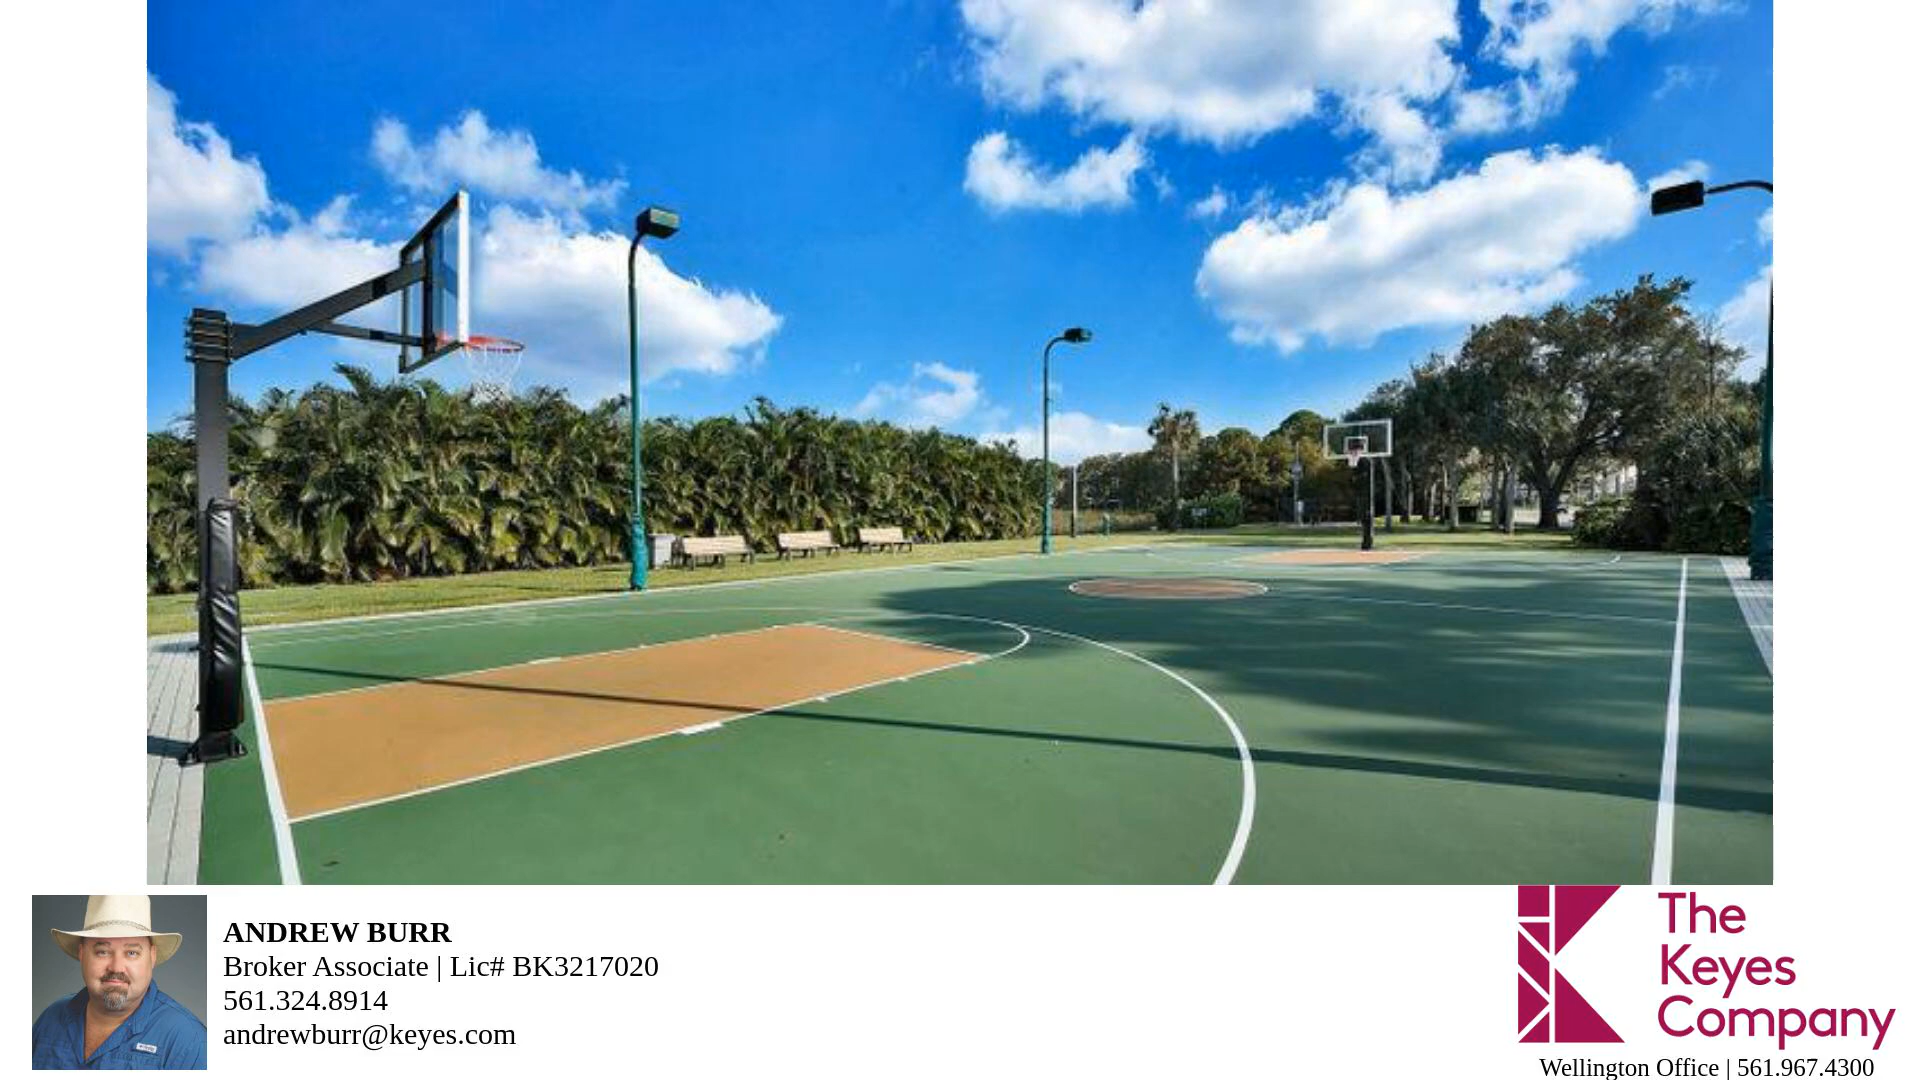 ANDREW BURR
Broker Associate | Lic# BK3217020
561.324.8914
andrewburr@keyes.com
The
Keyes
Company
Wellington Office | 561.967.4300